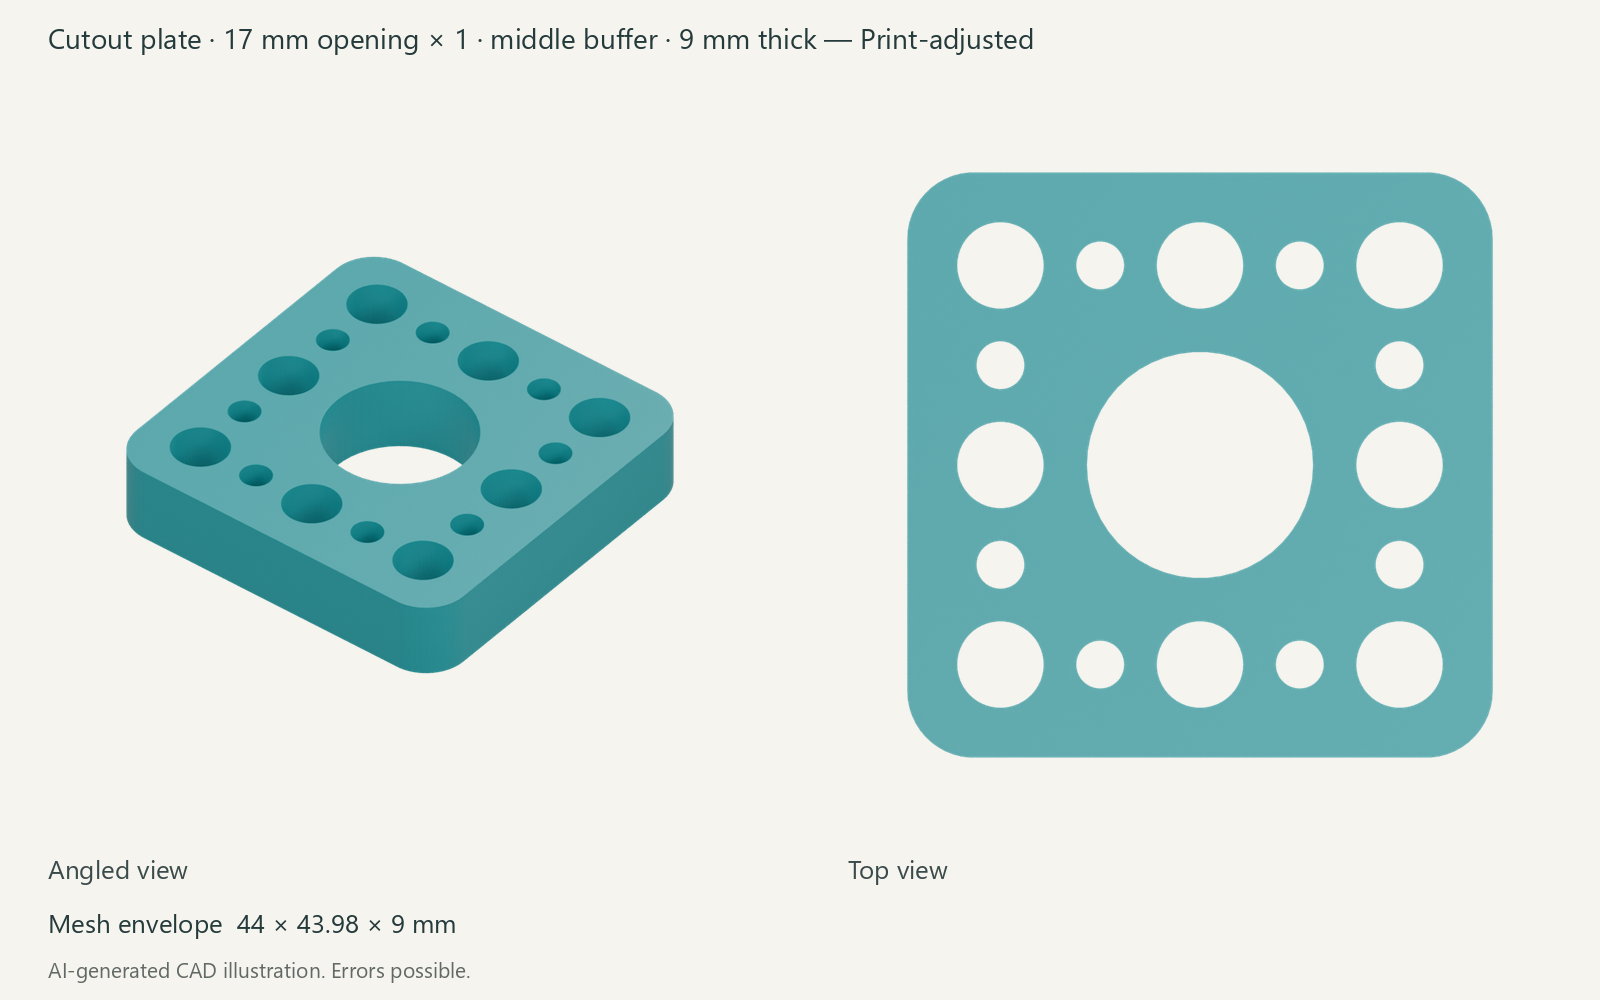 Cutout plate · 17 mm opening × 1 · middle buffer · 9 mm thick — Print-adjusted
Angled view
Top view
Mesh envelope  44 × 43.98 × 9 mm
AI-generated CAD illustration. Errors possible.